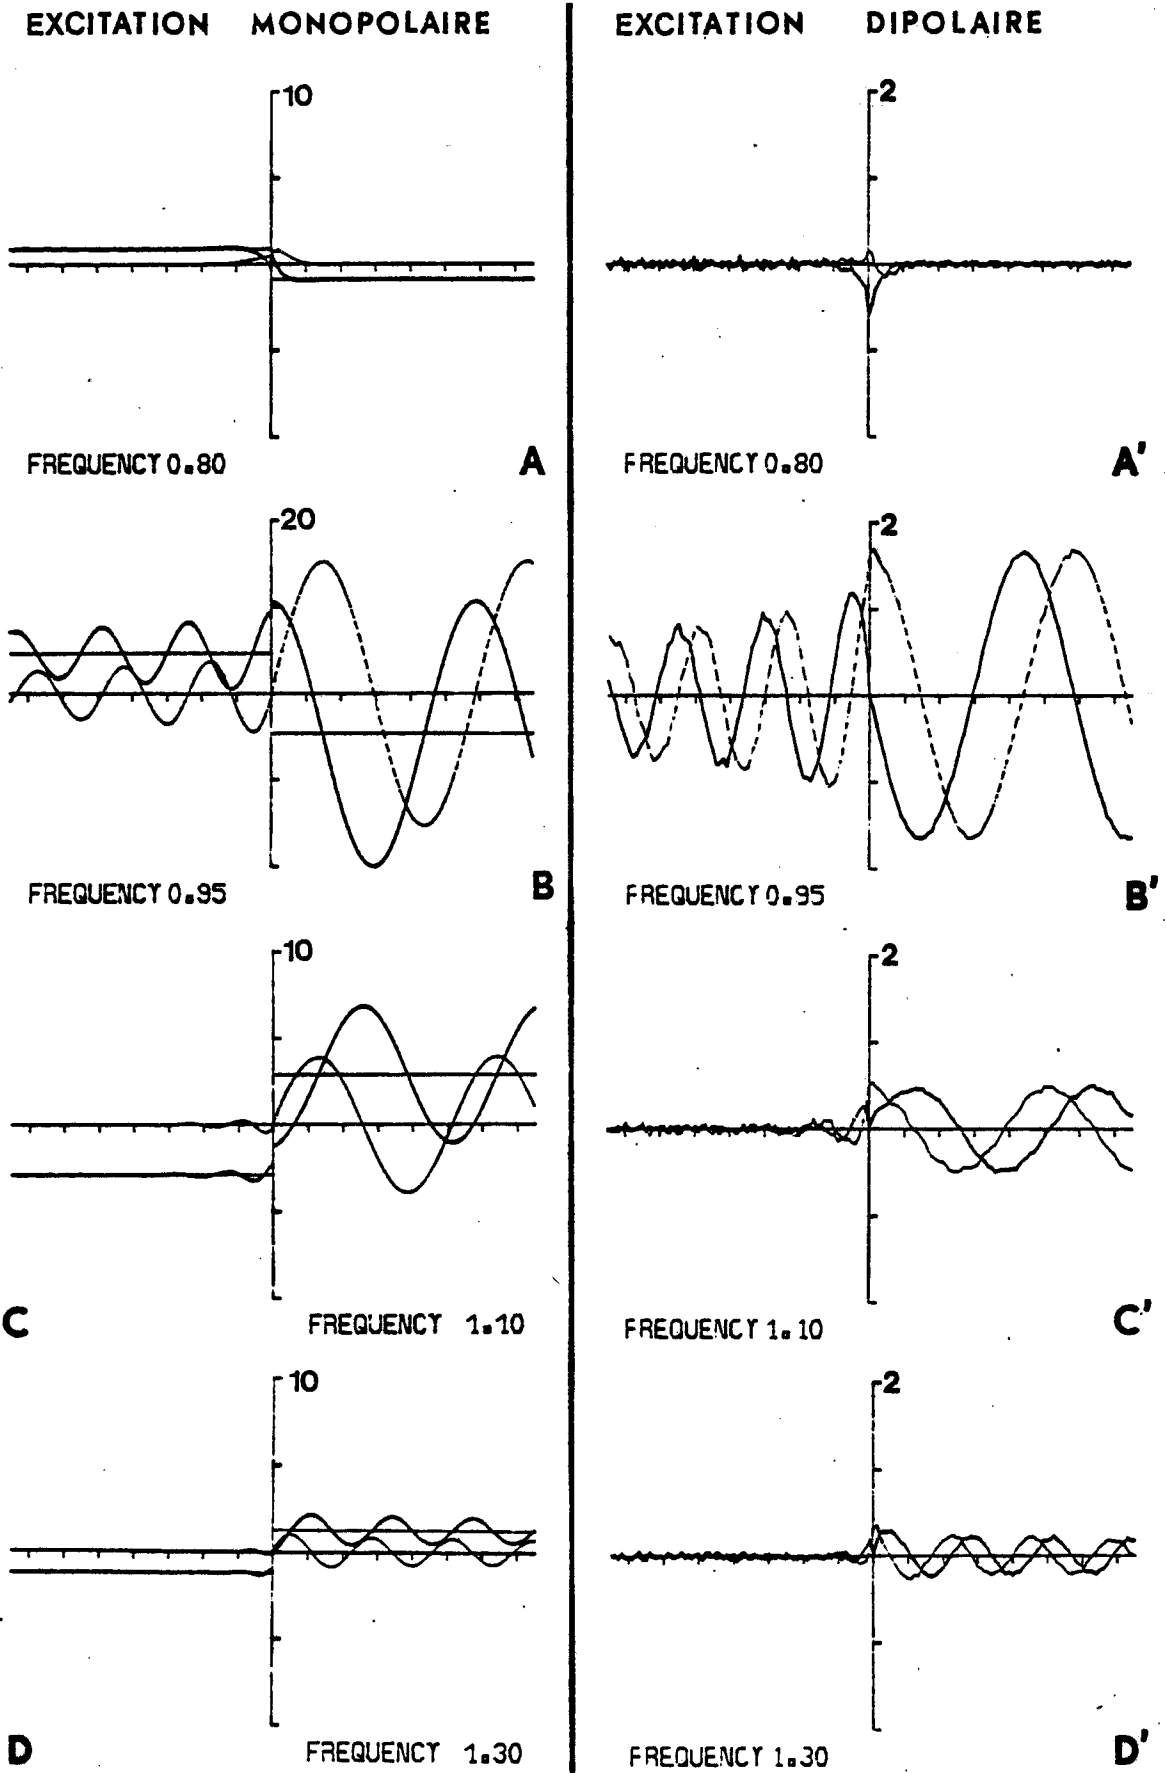 EXCITATION MONOPOLAIRE
10
FREQUENCY 0.80
A
20
FREQUENCY 0.95
B
10
C
FREQUENCY 1.10
10
D
FREQUENCY 1.30
EXCITATION DIPOLAIRE
2
FREQUENCY 0.80
A'
2
FREQUENCY 0.95
B'
2
FREQUENCY 1.10
C'
2
FREQUENCY 1.30
D'